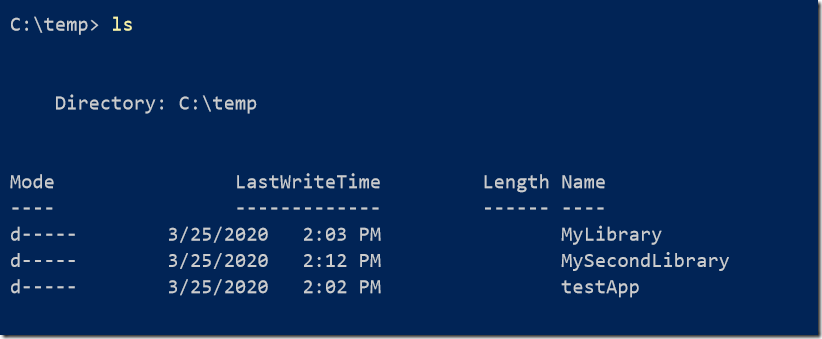 C:\temp> ls
Directory: C:\temp
Mode                LastWriteTime         Length Name
----                -------------         ------ ----
d-----        3/25/2020   2:03 PM                MyLibrary
d-----        3/25/2020   2:12 PM                MySecondLibrary
d-----        3/25/2020   2:02 PM                testApp